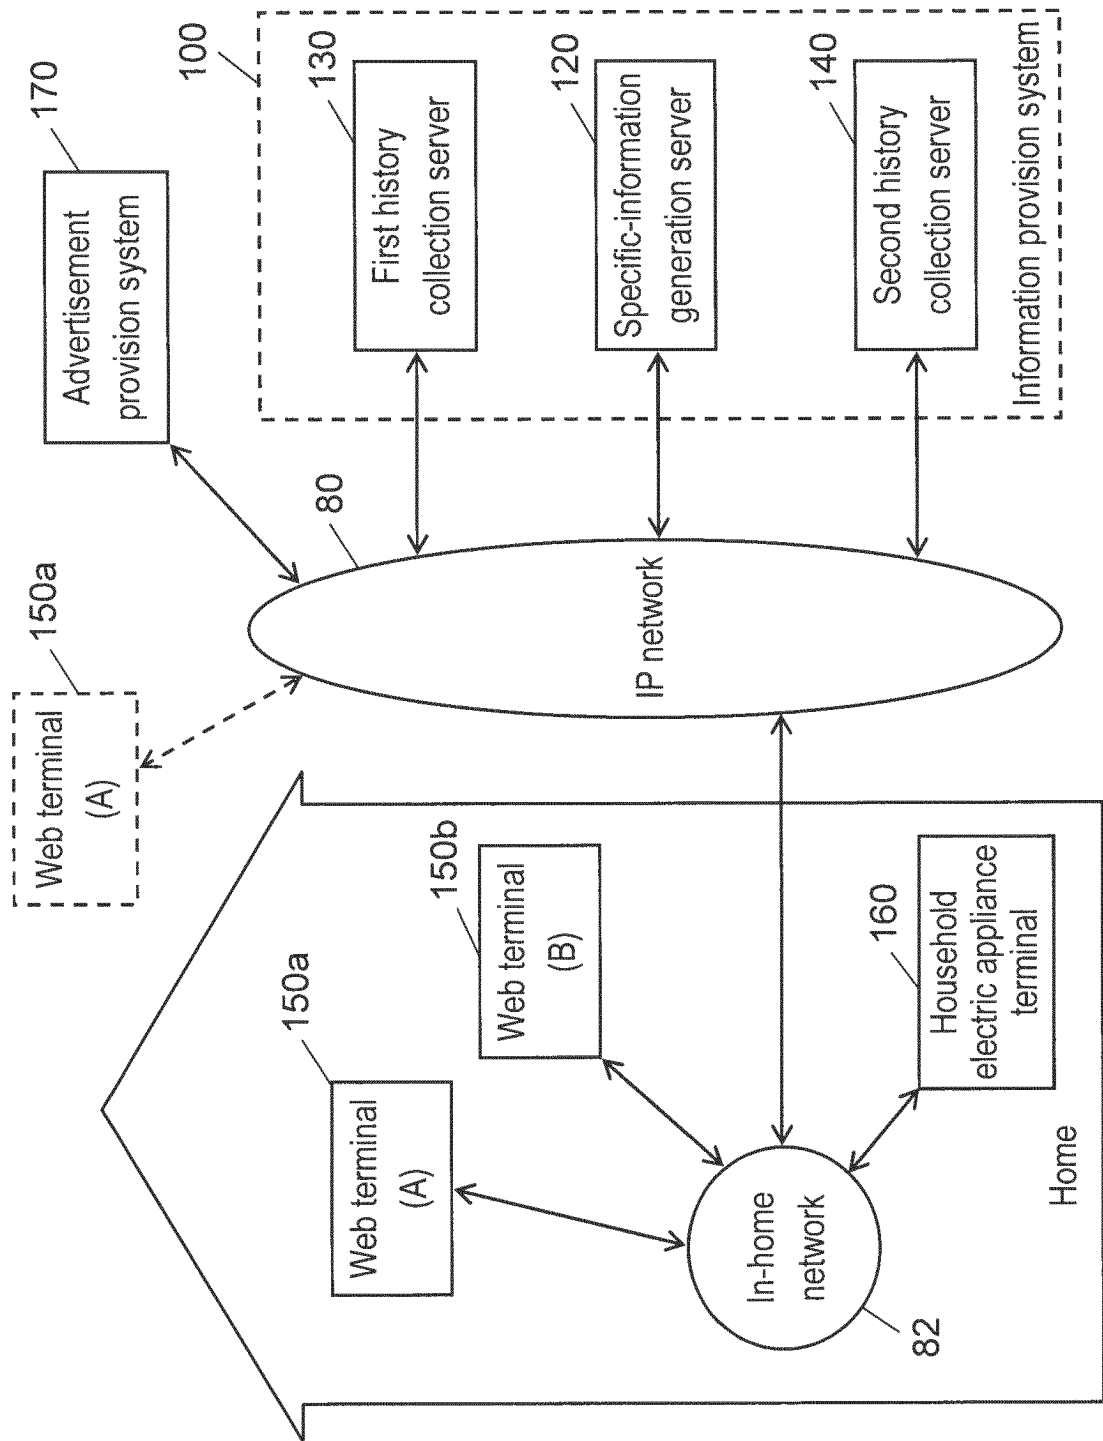 150a
Web terminal
(A)
170
Advertisement
provision system
100
130
First history
collection server
120
Specific-information
generation server
140
Second history
collection server
Information provision system
80
IP network
150a
Web terminal
(A)
150b
Web terminal
(B)
160
Household
electric appliance
terminal
In-home
network
82
Home